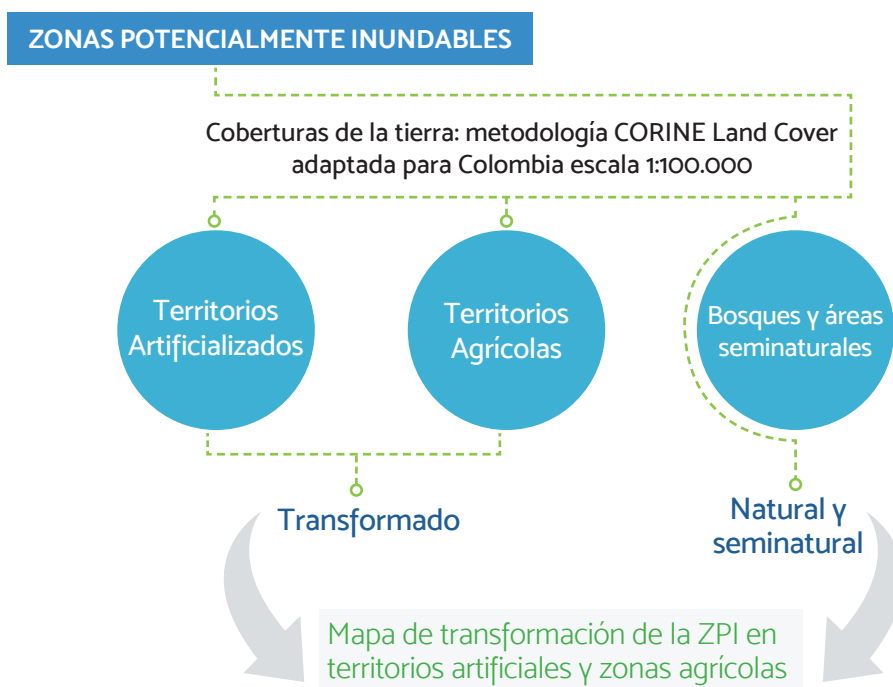 ZONAS POTENCIALMENTE INUNDABLES
Coberturas de la tierra: metodología CORINE Land Cover
adaptada para Colombia escala 1:100.000
Territorios
Artificializados
Territorios
Agrícolas
Bosques y áreas
seminaturales
Transformado
Natural y
seminatural
Mapa de transformación de la ZPI en
territorios artificiales y zonas agrícolas